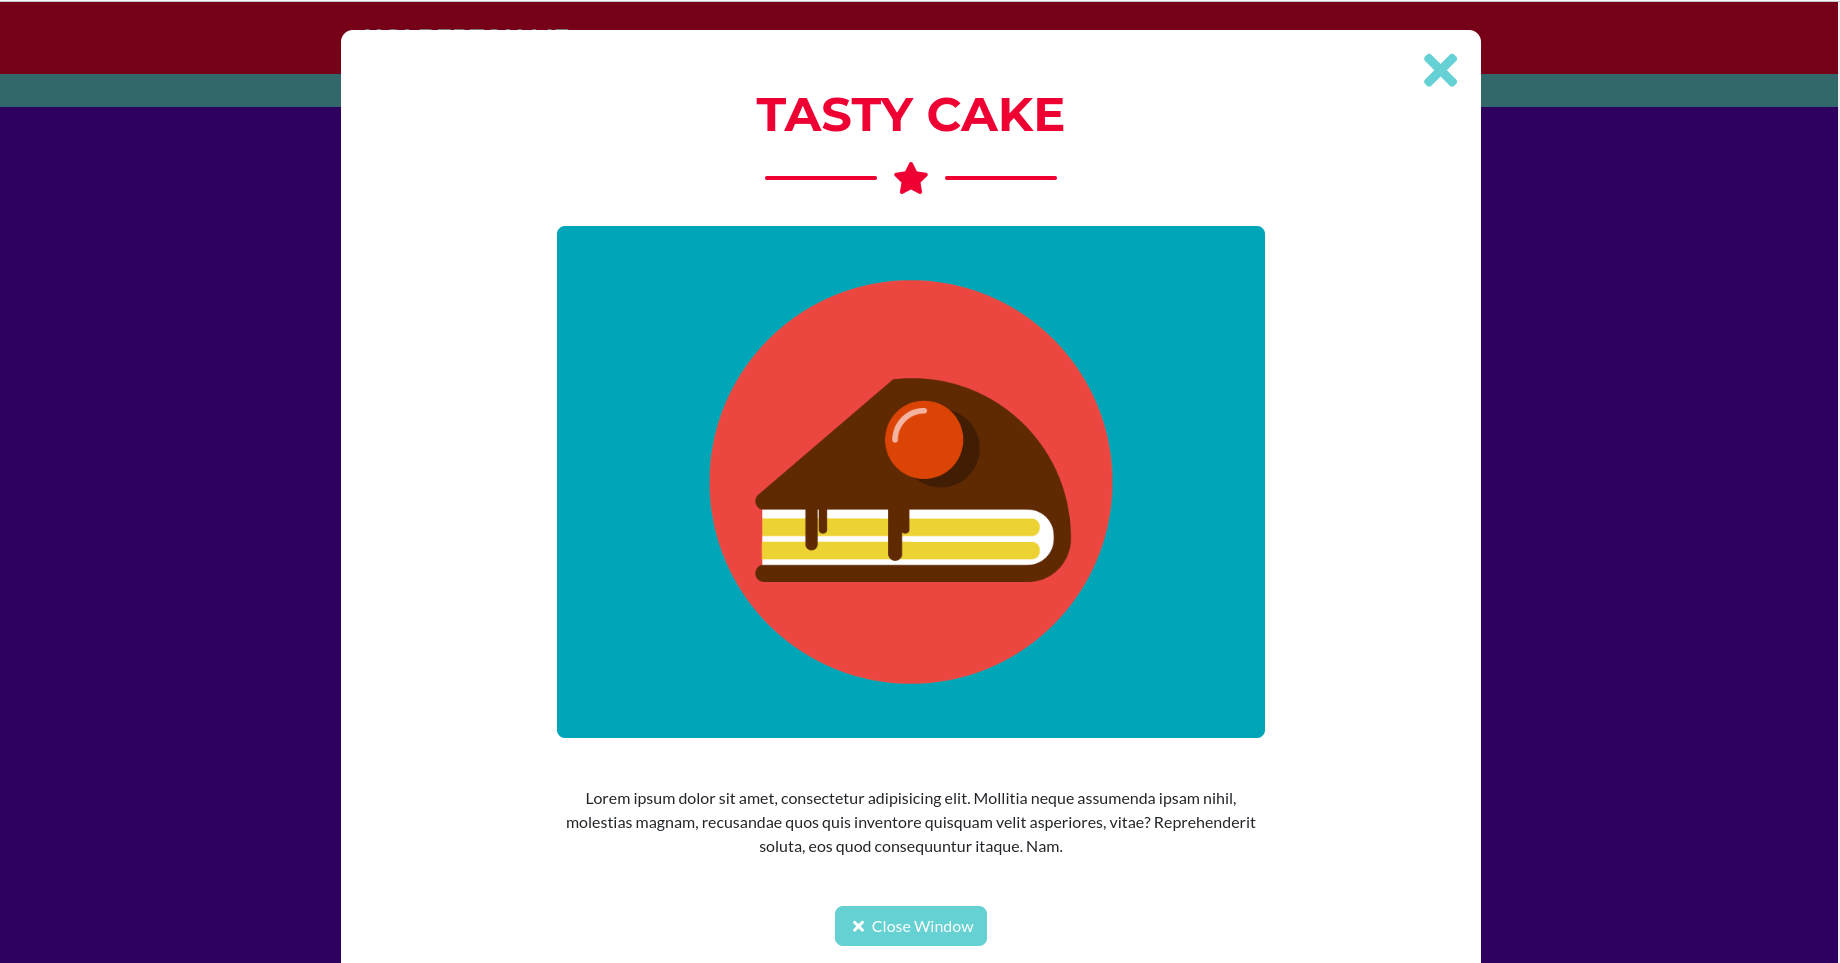 TASTY CAKE
Lorem ipsum dolor sit amet, consectetur adipisicing elit. Mollitia neque assumenda ipsam nihil,
molestias magnam, recusandae quos quis inventore quisquam velit asperiores, vitae? Reprehenderit
soluta, eos quod consequuntur itaque. Nam.
Close Window